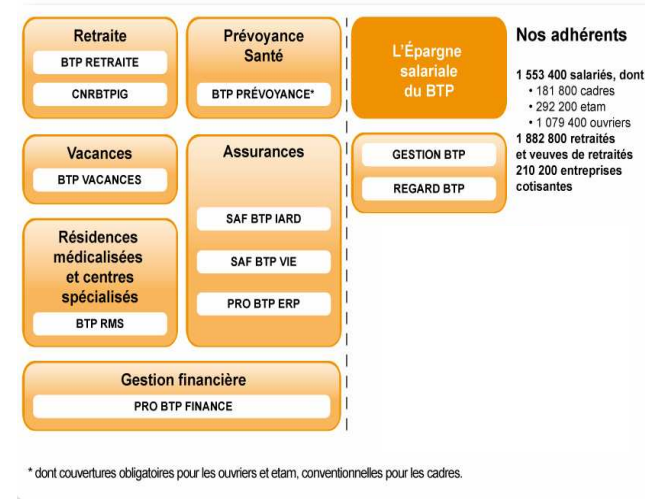 Retraite
BTP RETRAITE
CNRBTPIG
Prévoyance
Santé
BTP PRÉVOYANCE*
L'Épargne
salariale
du BTP
Nos adhérents
1 553 400 salariés, dont
• 181 800 cadres
• 292 200 etam
• 1 079 400 ouvriers
1 882 800 retraités
et veuves de retraités
210 200 entreprises
cotisantes
Vacances
BTP VACANCES
Assurances
SAF BTP IARD
SAF BTP VIE
PRO BTP ERP
GESTION BTP
REGARD BTP
Résidences
médicalisées
et centres
spécialisés
BTP RMS
Gestion financière
PRO BTP FINANCE
* dont couvertures obligatoires pour les ouvriers et etam, conventionnelles pour les cadres.